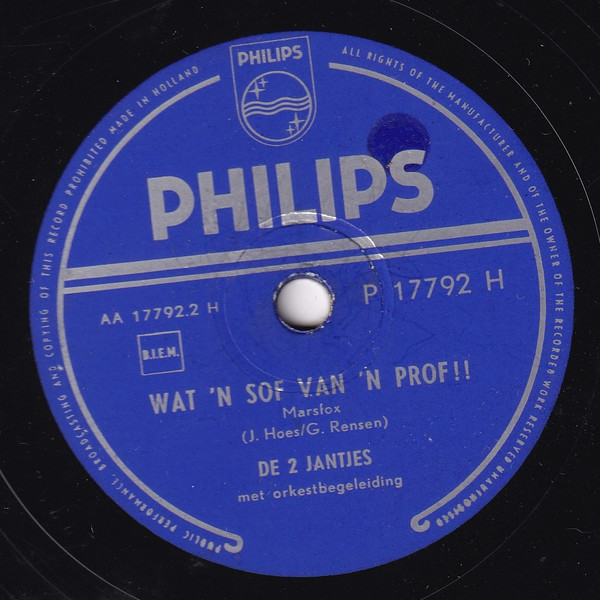 PHILIPS
PHILIPS
AA 17792.2 H
P 17792 H
B.I.E.M.
WAT 'N SOF VAN 'N PROF!!
Marsfox
(J. Hoes/G. Rensen)
DE 2 JANTJES
met orkestbegeleiding
ALL RIGHTS OF THE MANUFACTURER AND OF THE OWNER OF THE RECORDED WORK RESERVED
PUBLIC PERFORMANCE, BROADCASTING AND COPYING OF THIS RECORD PROHIBITED MADE IN HOLLAND